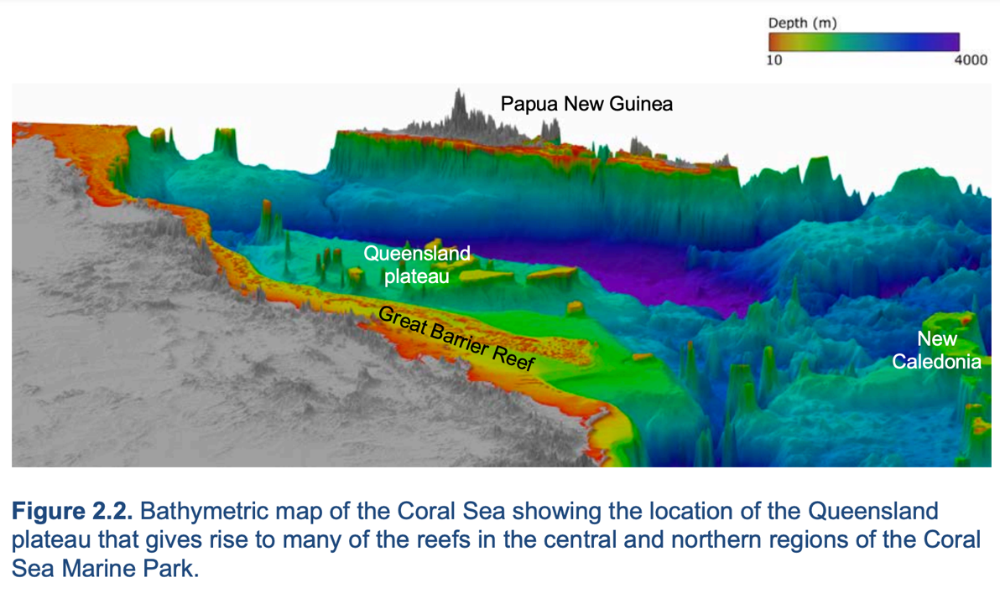 Depth (m)
10 4000
Papua New Guinea
Queensland
plateau
Great Barrier Reef
New
Caledonia
Figure 2.2. Bathymetric map of the Coral Sea showing the location of the Queensland
plateau that gives rise to many of the reefs in the central and northern regions of the Coral
Sea Marine Park.